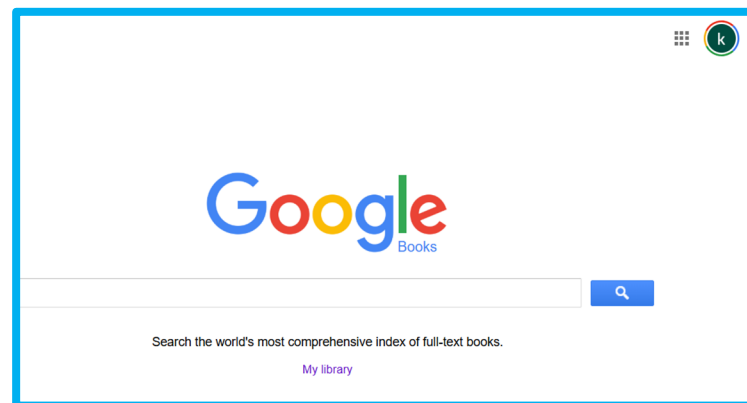 k
Google
Books
Search the world's most comprehensive index of full-text books.
My library